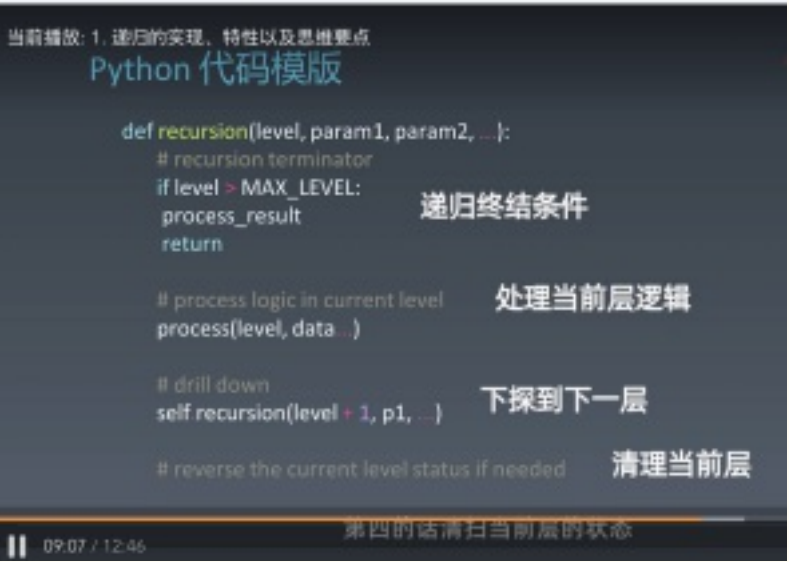 当前播放: 1. 递归的实现、特性以及思维要点
Python 代码模版
def recursion(level, param1, param2, ...):
# recursion terminator
if level > MAX_LEVEL:
process_result
return
递归终结条件
# process logic in current level
process(level, data...)
处理当前层逻辑
# drill down
self recursion(level + 1, p1, ...)
下探到下一层
# reverse the current level status if needed
清理当前层
第四的话清扫当前层的状态
09:07 / 12:46